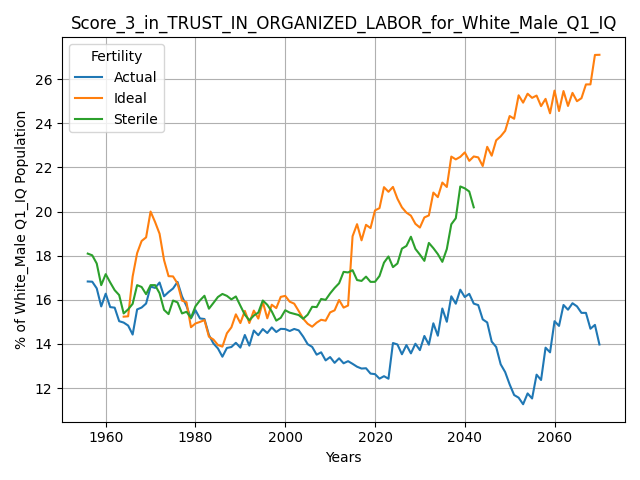 Score_3_in_TRUST_IN_ORGANIZED_LABOR_for_White_Male_Q1_IQ
Fertility
Actual
Ideal
Sterile
% of White_Male Q1_IQ Population
26
24
22
20
18
16
14
12
1960 1980 2000 2020 2040 2060
Years